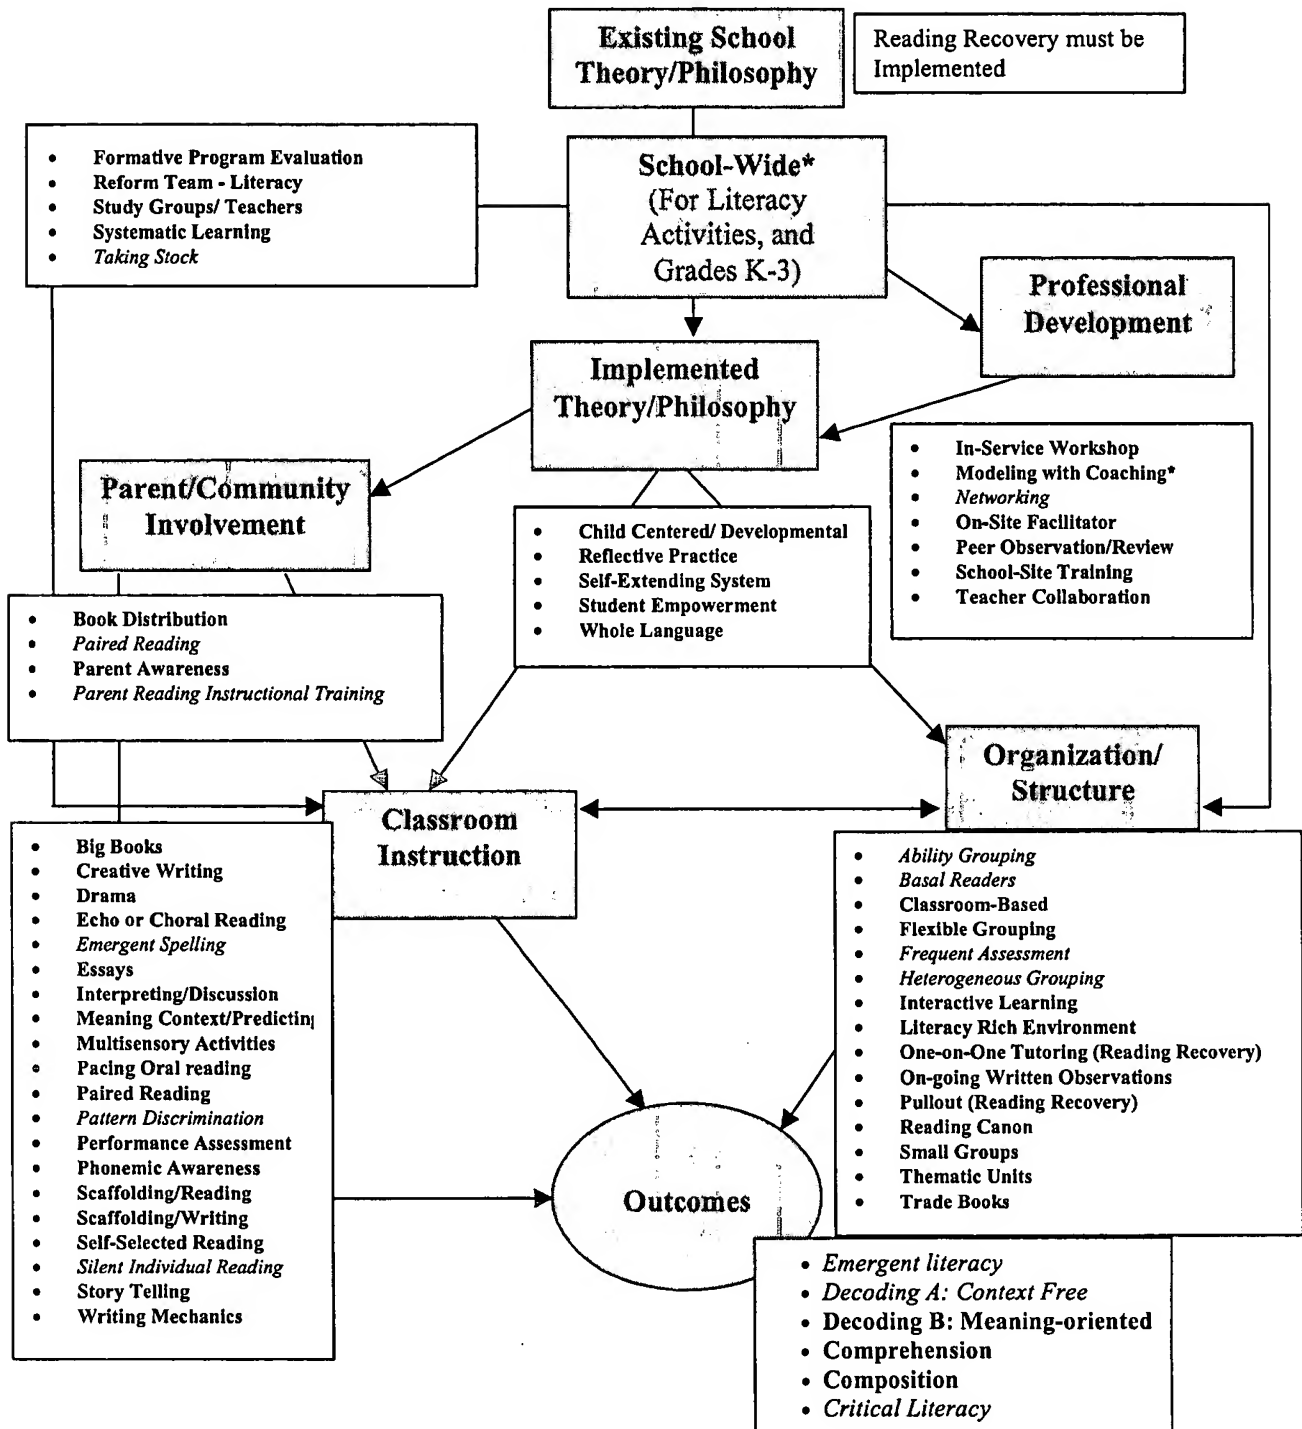 Existing School
Theory/Philosophy
Reading Recovery must be
Implemented
• Formative Program Evaluation
• Reform Team - Literacy
• Study Groups/ Teachers
• Systematic Learning
• Taking Stock
School-Wide*
(For Literacy
Activities, and
Grades K-3)
Professional
Development
Implemented
Theory/Philosophy
• In-Service Workshop
• Modeling with Coaching*
• Networking
• On-Site Facilitator
• Peer Observation/Review
• School-Site Training
• Teacher Collaboration
Parent/Community
Involvement
• Child Centered/ Developmental
• Reflective Practice
• Self-Extending System
• Student Empowerment
• Whole Language
• Book Distribution
• Paired Reading
• Parent Awareness
• Parent Reading Instructional Training
Organization/
Structure
Classroom
Instruction
• Big Books
• Creative Writing
• Drama
• Echo or Choral Reading
• Emergent Spelling
• Essays
• Interpreting/Discussion
• Meaning Context/Predicting
• Multisensory Activities
• Pacing Oral reading
• Paired Reading
• Pattern Discrimination
• Performance Assessment
• Phonemic Awareness
• Scaffolding/Reading
• Scaffolding/Writing
• Self-Selected Reading
• Silent Individual Reading
• Story Telling
• Writing Mechanics
• Ability Grouping
• Basal Readers
• Classroom-Based
• Flexible Grouping
• Frequent Assessment
• Heterogeneous Grouping
• Interactive Learning
• Literacy Rich Environment
• One-on-One Tutoring (Reading Recovery)
• On-going Written Observations
• Pullout (Reading Recovery)
• Reading Canon
• Small Groups
• Thematic Units
• Trade Books
Outcomes
• Emergent literacy
• Decoding A: Context Free
• Decoding B: Meaning-oriented
• Comprehension
• Composition
• Critical Literacy